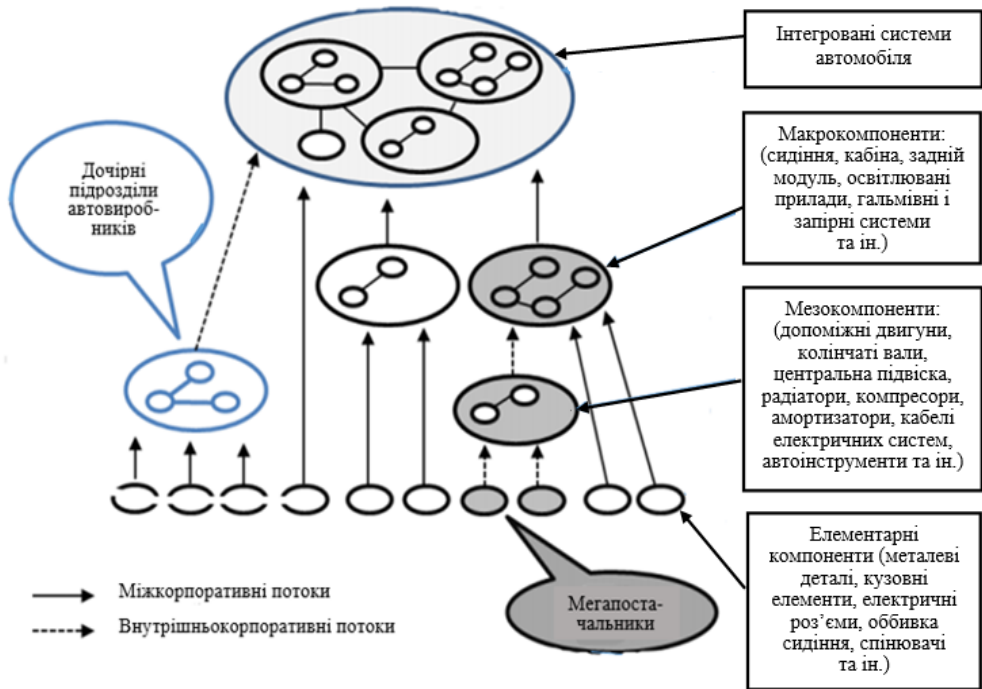 Інтегровані системи
автомобіля
Макрокомпоненти:
(сидіння, кабіна, задній
модуль, освітлювані
прилади, гальмівні і
запірні системи
та ін.)
Дочірні
підрозділи
автовироб-
ників
Мезокомпоненти:
(допоміжні двигуни,
колінчаті вали,
центральна підвіска,
радіатори, компресори,
амортизатори, кабелі
електричних систем,
автоінструменти та ін.)
Елементарні
компоненти (металеві
деталі, кузовні
елементи, електричні
роз’єми, оббивка
сидіння, спінювачі
та ін.)
Мегапоста-
чальники
Міжкорпоративні потоки
Внутрішньокорпоративні потоки